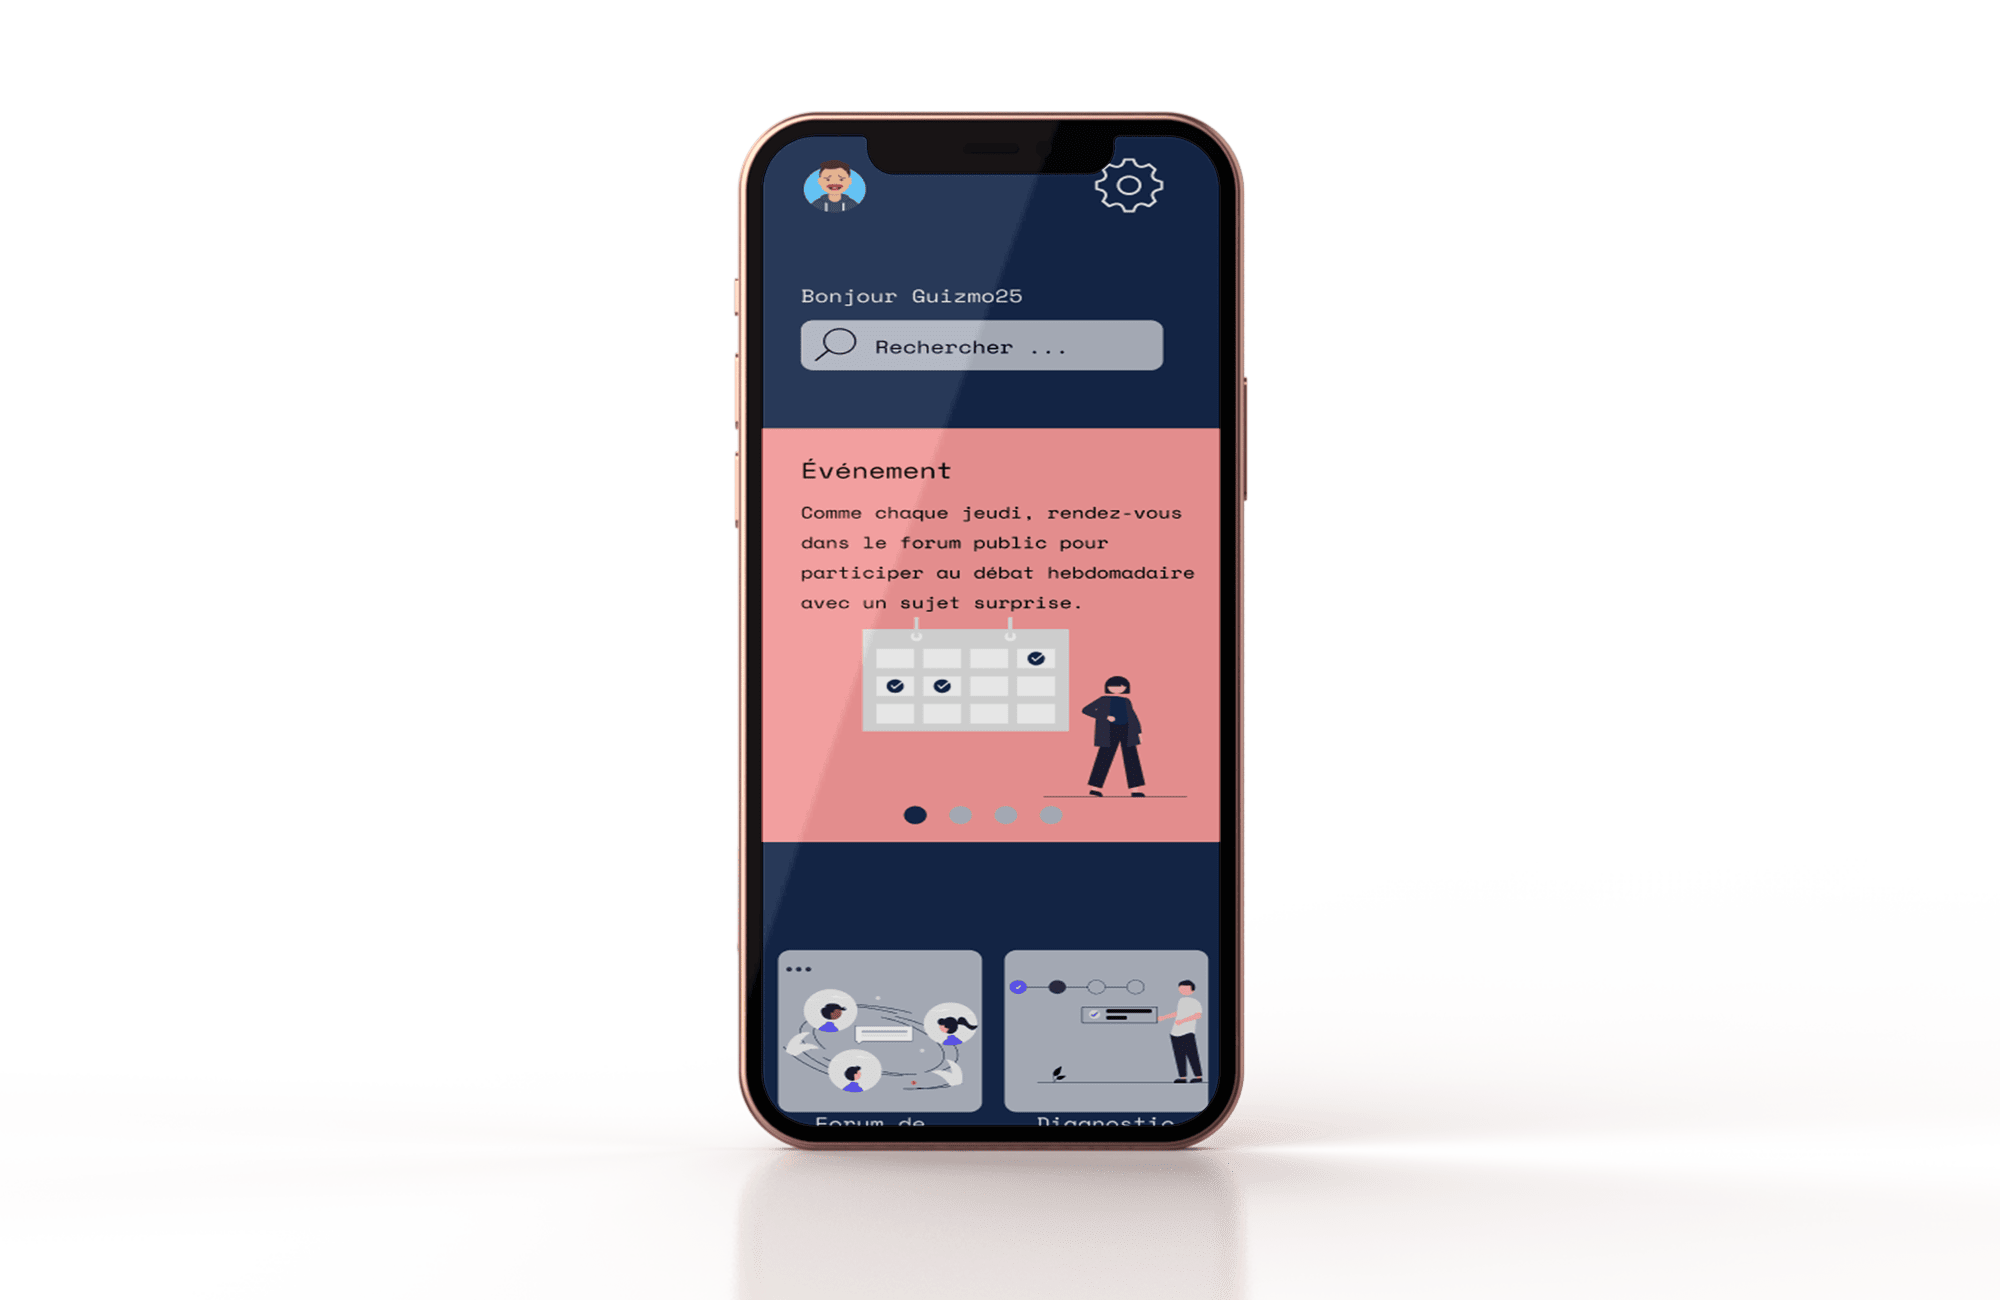 Bonjour Guizmo25
Rechercher ...
Événement
Comme chaque jeudi, rendez-vous
dans le forum public pour
participer au débat hebdomadaire
avec un sujet surprise.
Forum de
Diagnostic